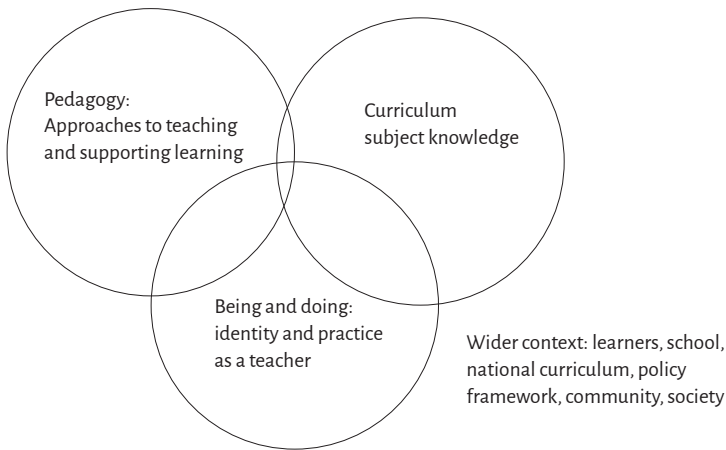 Pedagogy:
Approaches to teaching
and supporting learning
Curriculum
subject knowledge
Being and doing:
identity and practice
as a teacher
Wider context: learners, school,
national curriculum, policy
framework, community, society